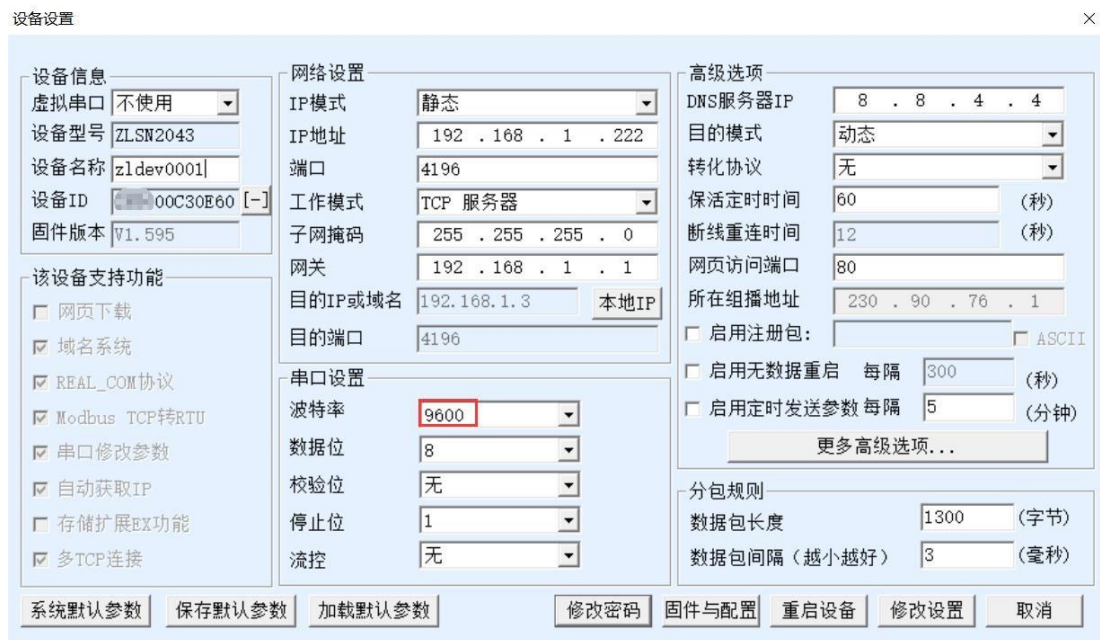 设备设置
设备信息
虚拟串口 不使用
设备型号 ZLSN2043
设备名称 zldev0001
设备ID 00C30E60 [-]
固件版本 V1.595
该设备支持功能
网页下载
域名系统
REAL_COM协议
Modbus TCP转RTU
串口修改参数
自动获取IP
存储扩展EX功能
多TCP连接
网络设置
IP模式 静态
IP地址 192 . 168 . 1 . 222
端口 4196
工作模式 TCP 服务器
子网掩码 255 . 255 . 255 . 0
网关 192 . 168 . 1 . 1
目的IP或域名 192.168.1.3 本地IP
目的端口 4196
串口设置
波特率 9600
数据位 8
校验位 无
停止位 1
流控 无
高级选项
DNS服务器IP 8 . 8 . 4 . 4
目的模式 动态
转化协议 无
保活定时时间 60 (秒)
断线重连时间 12 (秒)
网页访问端口 80
所在组播地址 230 . 90 . 76 . 1
启用注册包: ASCII
启用无数据重启 每隔 300 (秒)
启用定时发送参数 每隔 5 (分钟)
更多高级选项...
分包规则
数据包长度 1300 (字节)
数据包间隔(越小越好) 3 (毫秒)
系统默认参数 保存默认参数 加载默认参数 修改密码 固件与配置 重启设备 修改设置 取消